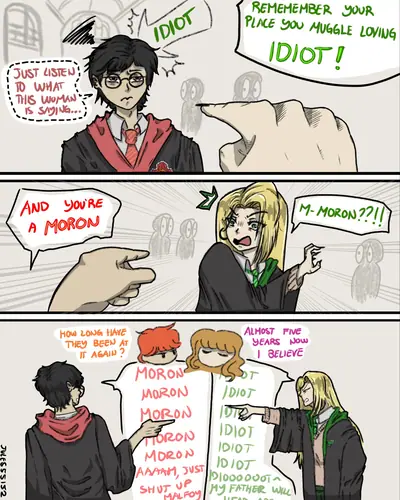 IDIOT
REMEMEMBER YOUR
PLACE YOU MUGGLE LOVING
IDIOT!
JUST LISTEN
TO WHAT
THIS WOMAN
IS SAYING...
AND YOU'RE
A MORON
M-MORON??!!
HOW LONG HAVE
THEY BEEN AT
IT AGAIN?
ALMOST FIVE
YEARS NOW
I BELIEVE
MORON
MORON
MORON
MORON
MORON
AAAAH, JUST
SHUT UP
MALFOY
IDIOT
IDIOT
IDIOT
IDIOT
IDIOT
IDIOOOOOT~
MY FATHER WILL